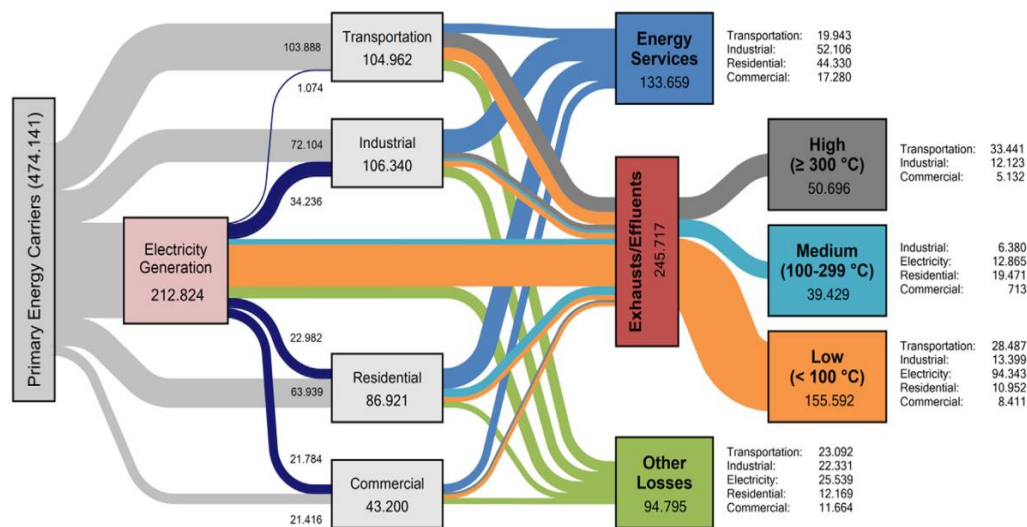 Primary Energy Carriers (474.141)
103.888
1.074
72.104
34.236
22.982
63.939
21.784
21.416
Electricity
Generation
212.824
Transportation
104.962
Industrial
106.340
Residential
86.921
Commercial
43.200
Energy
Services
133.659
Transportation: 19.943
Industrial: 52.106
Residential: 44.330
Commercial: 17.280
Exhausts/Effluents
245.717
High
(≥ 300 °C)
50.696
Transportation: 33.441
Industrial: 12.123
Commercial: 5.132
Medium
(100-299 °C)
39.429
Industrial: 6.380
Electricity: 12.865
Residential: 19.471
Commercial: 713
Low
(< 100 °C)
155.592
Transportation: 28.487
Industrial: 13.399
Electricity: 94.343
Residential: 10.952
Commercial: 8.411
Other
Losses
94.795
Transportation: 23.092
Industrial: 22.331
Electricity: 25.539
Residential: 12.169
Commercial: 11.664